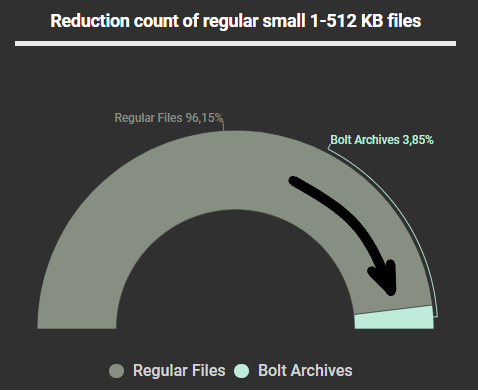 Reduction count of regular small 1-512 KB files
Regular Files 96,15%
Bolt Archives 3,85%
Regular Files
Bolt Archives